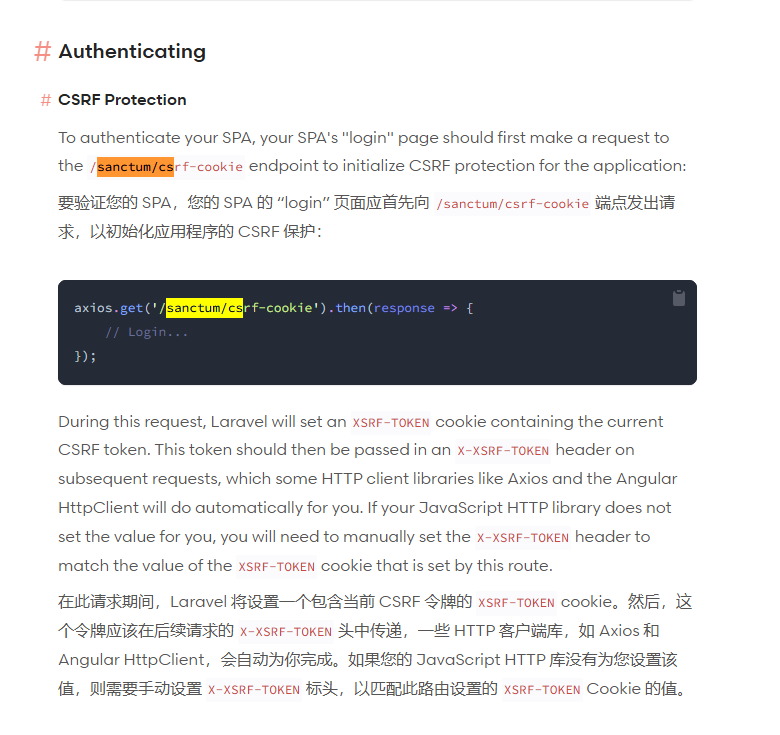 # Authenticating
# CSRF Protection
To authenticate your SPA, your SPA's "login" page should first make a request to
the /sanctum/csrf-cookie endpoint to initialize CSRF protection for the application:
要验证您的 SPA，您的 SPA 的 “login” 页面应首先向 /sanctum/csrf-cookie 端点发出请
求，以初始化应用程序的 CSRF 保护：
axios.get('/sanctum/csrf-cookie').then(response => {
    // Login...
});
During this request, Laravel will set an XSRF-TOKEN cookie containing the current
CSRF token. This token should then be passed in an X-XSRF-TOKEN header on
subsequent requests, which some HTTP client libraries like Axios and the Angular
HttpClient will do automatically for you. If your JavaScript HTTP library does not
set the value for you, you will need to manually set the X-XSRF-TOKEN header to
match the value of the XSRF-TOKEN cookie that is set by this route.
在此请求期间，Laravel 将设置一个包含当前 CSRF 令牌的 XSRF-TOKEN cookie。然后，这
个令牌应该在后续请求的 X-XSRF-TOKEN 头中传递，一些 HTTP 客户端库，如 Axios 和
Angular HttpClient，会自动为你完成。如果您的 JavaScript HTTP 库没有为您设置该
值，则需要手动设置 X-XSRF-TOKEN 标头，以匹配此路由设置的 XSRF-TOKEN Cookie 的值。